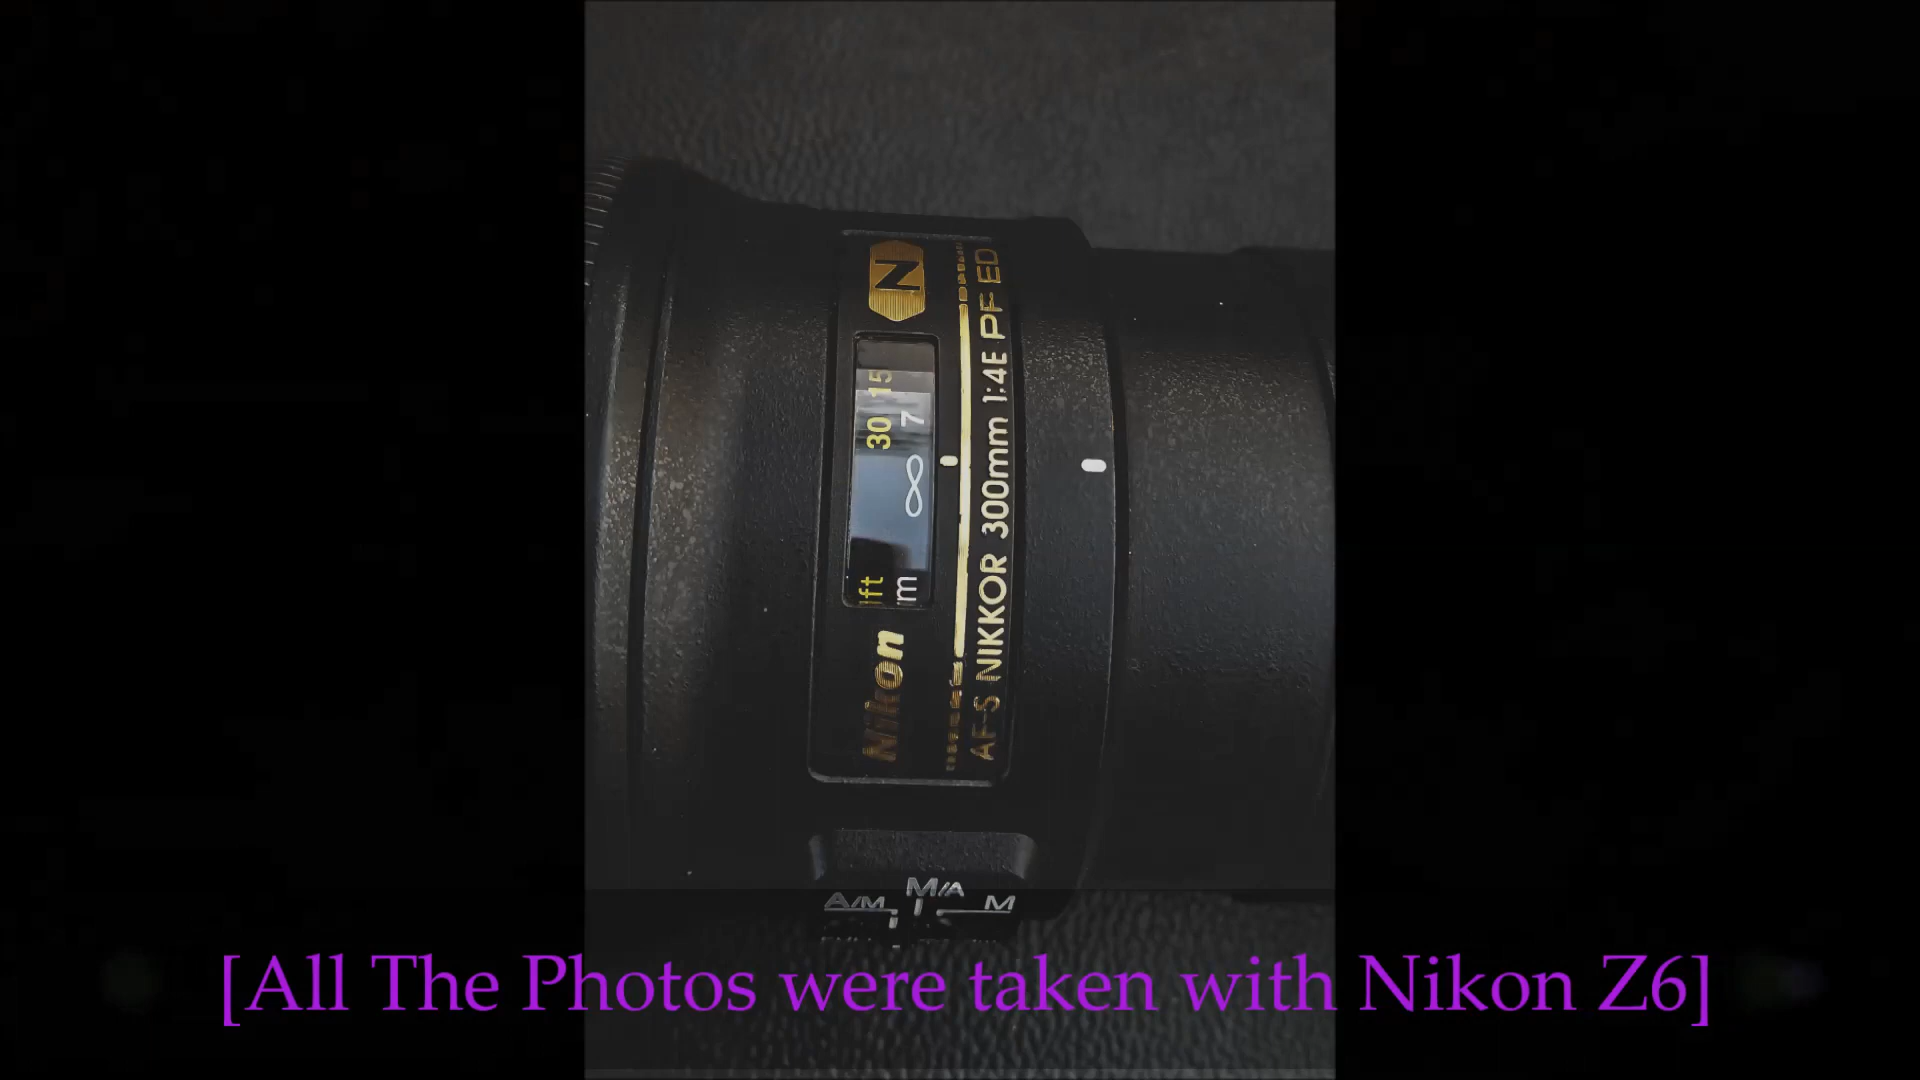 N
15
30 7
∞
ft
m
Nikon
AF-S NIKKOR 300mm 1:4E PF ED
A/M M/A M
[All The Photos were taken with Nikon Z6]